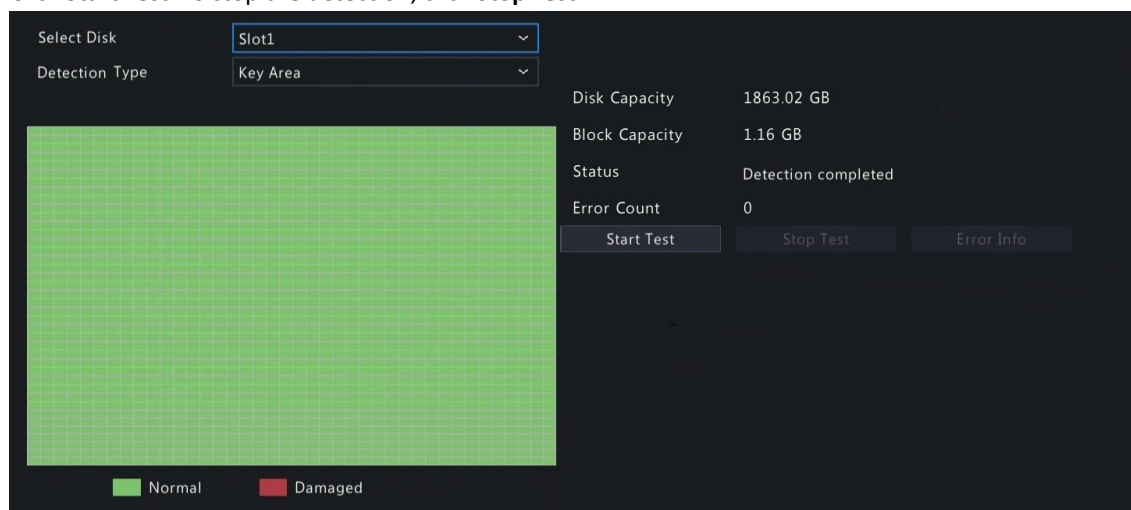 Select Disk Slot1
Detection Type Key Area
Disk Capacity 1863.02 GB
Block Capacity 1.16 GB
Status Detection completed
Error Count 0
Start Test Stop Test Error Info
Normal Damaged